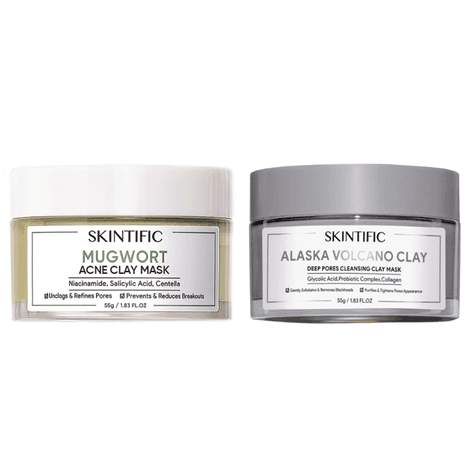 SKINTIFIC
MUGWORT
ACNE CLAY MASK
Niacinamide, Salicylic Acid, Centella
Unclogs & Refines Pores Prevents & Reduces Breakouts
55g / 1.83 FL.OZ
SKINTIFIC
ALASKA VOLCANO CLAY
DEEP PORES CLEANSING CLAY MASK
Glycolic Acid,Probiotic Complex,Collagen
Gently Exfoliates & Removes Blackheads Purifies & Tightens Pores Appearance
55g / 1.83 FL.OZ